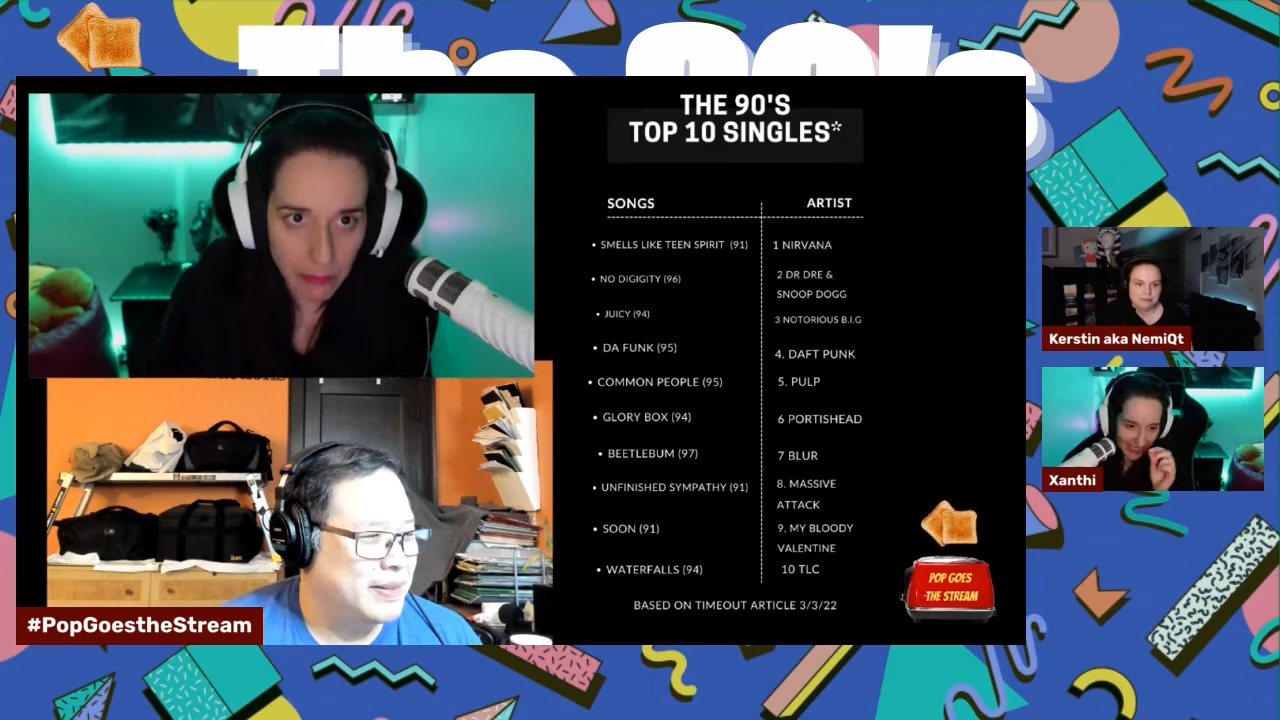 The 90's
THE 90'S
TOP 10 SINGLES*
SONGS ARTIST
• SMELLS LIKE TEEN SPIRIT (91) 1 NIRVANA
• NO DIGIGITY (96) 2 DR DRE &
SNOOP DOGG
• JUICY (94) 3 NOTORIOUS B.I.G
• DA FUNK (95) 4. DAFT PUNK
• COMMON PEOPLE (95) 5. PULP
• GLORY BOX (94) 6 PORTISHEAD
• BEETLEBUM (97) 7 BLUR
• UNFINISHED SYMPATHY (91) 8. MASSIVE
ATTACK
• SOON (91) 9, MY BLOODY
VALENTINE
• WATERFALLS (94) 10 TLC
BASED ON TIMEOUT ARTICLE 3/3/22
POP GOES
THE STREAM
#PopGoestheStream
Kerstin aka NemiQt
Xanthi